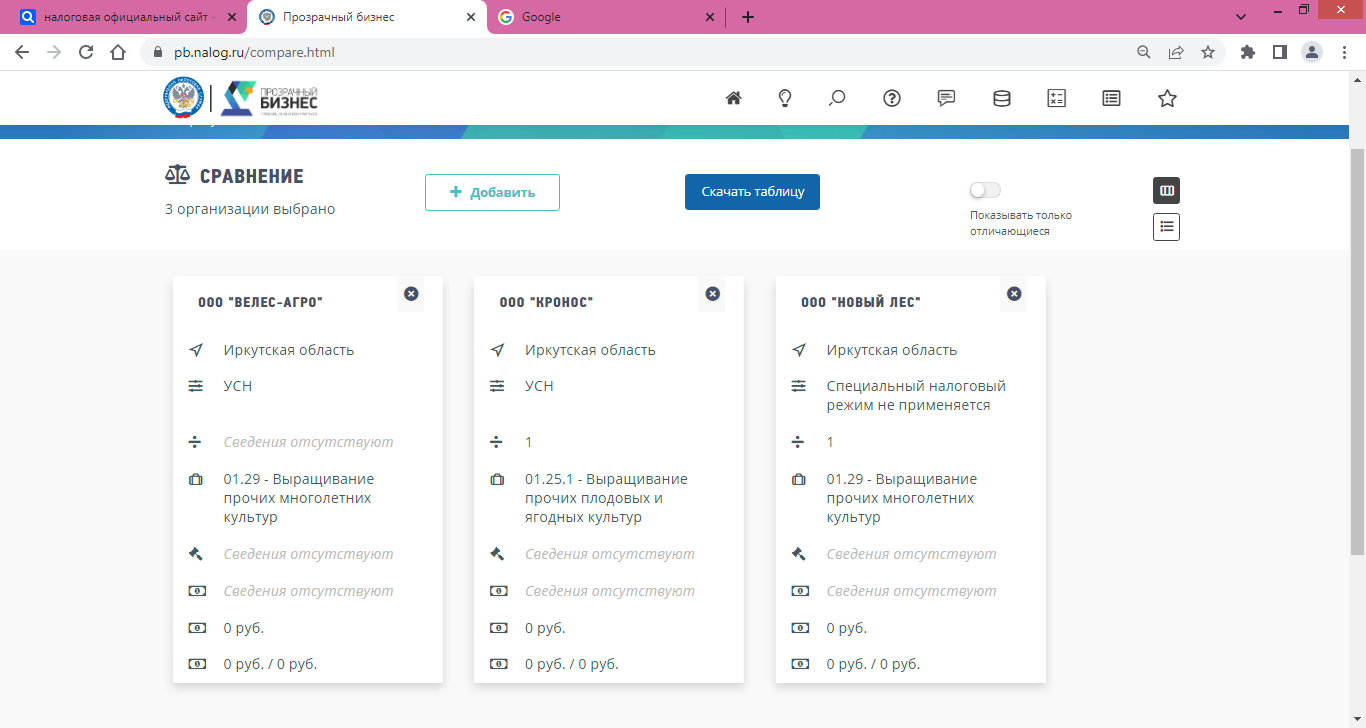 налоговая официальный сайт -
Прозрачный бизнес
Google
pb.nalog.ru/compare.html
ПРОЗРАЧНЫЙ
БИЗНЕС
СРАВНЕНИЕ
3 организации выбрано
Добавить
Скачать таблицу
Показывать только
отличающиеся
ООО "ВЕЛЕС-АГРО"
Иркутская область
УСН
Сведения отсутствуют
01.29 - Выращивание
прочих многолетних
культур
Сведения отсутствуют
Сведения отсутствуют
0 руб.
0 руб. / 0 руб.
ООО "КРОНОС"
Иркутская область
УСН
1
01.25.1 - Выращивание
прочих плодовых и
ягодных культур
Сведения отсутствуют
Сведения отсутствуют
0 руб.
0 руб. / 0 руб.
ООО "НОВЫЙ ЛЕС"
Иркутская область
Специальный налоговый
режим не применяется
1
01.29 - Выращивание
прочих многолетних
культур
Сведения отсутствуют
Сведения отсутствуют
0 руб.
0 руб. / 0 руб.